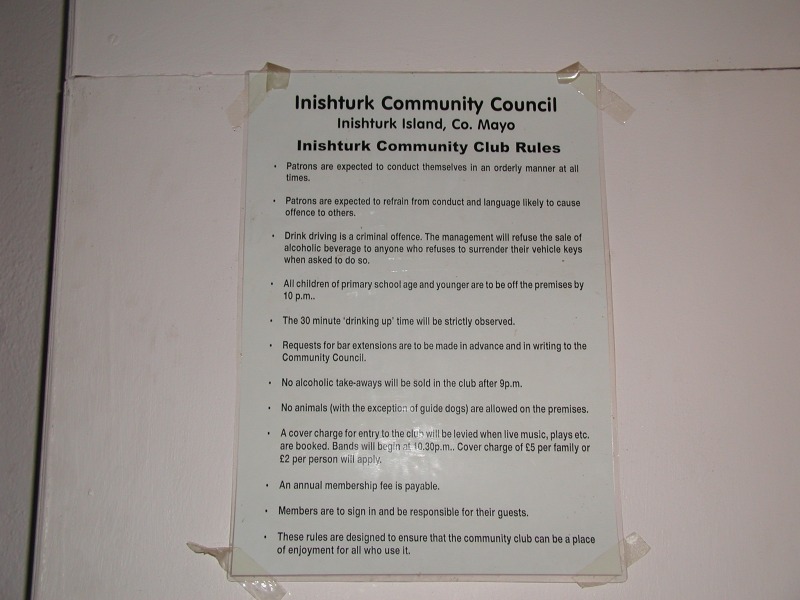 Inishturk Community Council
Inishturk Island, Co. Mayo
Inishturk Community Club Rules
• Patrons are expected to conduct themselves in an orderly manner at all
times.
• Patrons are expected to refrain from conduct and language likely to cause
offence to others.
• Drink driving is a criminal offence. The management will refuse the sale of
alcoholic beverage to anyone who refuses to surrender their vehicle keys
when asked to do so.
• All children of primary school age and younger are to be off the premises by
10 p.m..
• The 30 minute 'drinking up' time will be strictly observed.
• Requests for bar extensions are to be made in advance and in writing to the
Community Council.
• No alcoholic take-aways will be sold in the club after 9p.m.
• No animals (with the exception of guide dogs) are allowed on the premises.
• A cover charge for entry to the club will be levied when live music, plays etc.
are booked. Bands will begin at 10.30p.m.. Cover charge of £5 per family or
£2 per person will apply.
• An annual membership fee is payable.
• Members are to sign in and be responsible for their guests.
• These rules are designed to ensure that the community club can be a place
of enjoyment for all who use it.